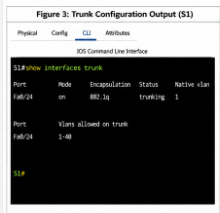 Figure 3: Trunk Configuration Output (S1)
Physical Config CLI Attributes
IOS Command Line Interface
S1#show interfaces trunk
Port Mode Encapsulation Status Native vlan
Fa0/24 on 802.1q trunking 1
Port Vlans allowed on trunk
Fa0/24 1-40
S1#